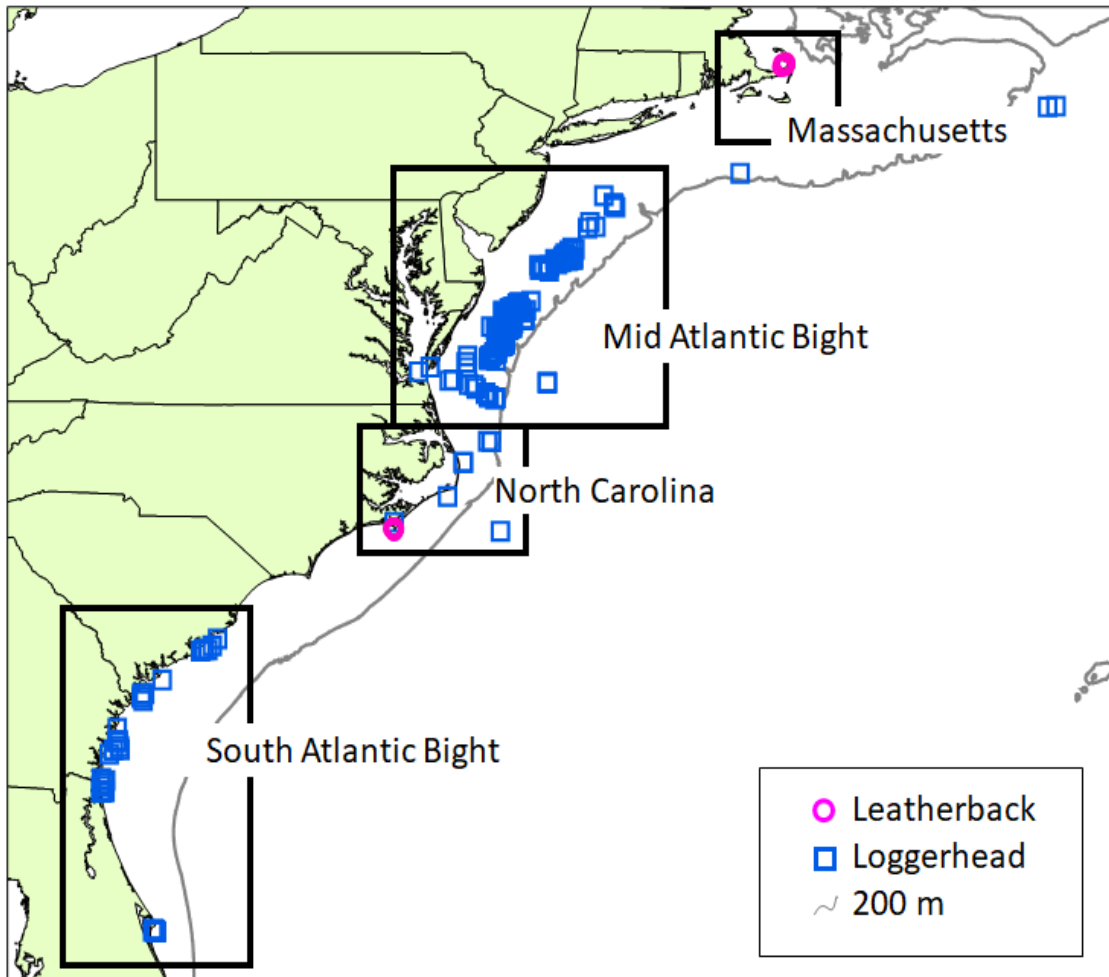 Massachusetts
Mid Atlantic Bight
North Carolina
South Atlantic Bight
Leatherback
Loggerhead
200 m